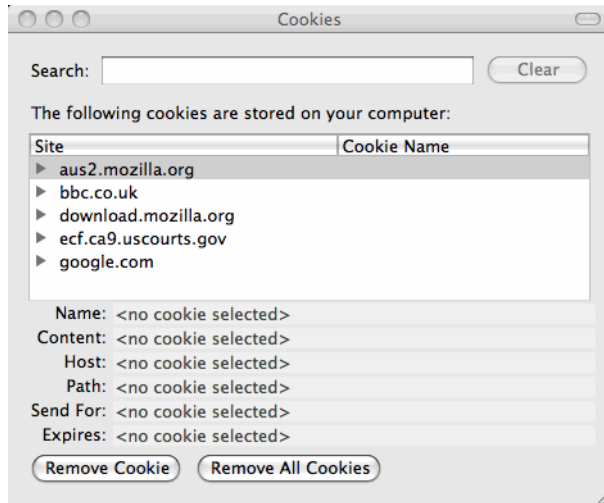 Cookies
Search: Clear
The following cookies are stored on your computer:
Site Cookie Name
aus2.mozilla.org
bbc.co.uk
download.mozilla.org
ecf.ca9.uscourts.gov
google.com
Name: <no cookie selected>
Content: <no cookie selected>
Host: <no cookie selected>
Path: <no cookie selected>
Send For: <no cookie selected>
Expires: <no cookie selected>
Remove Cookie Remove All Cookies